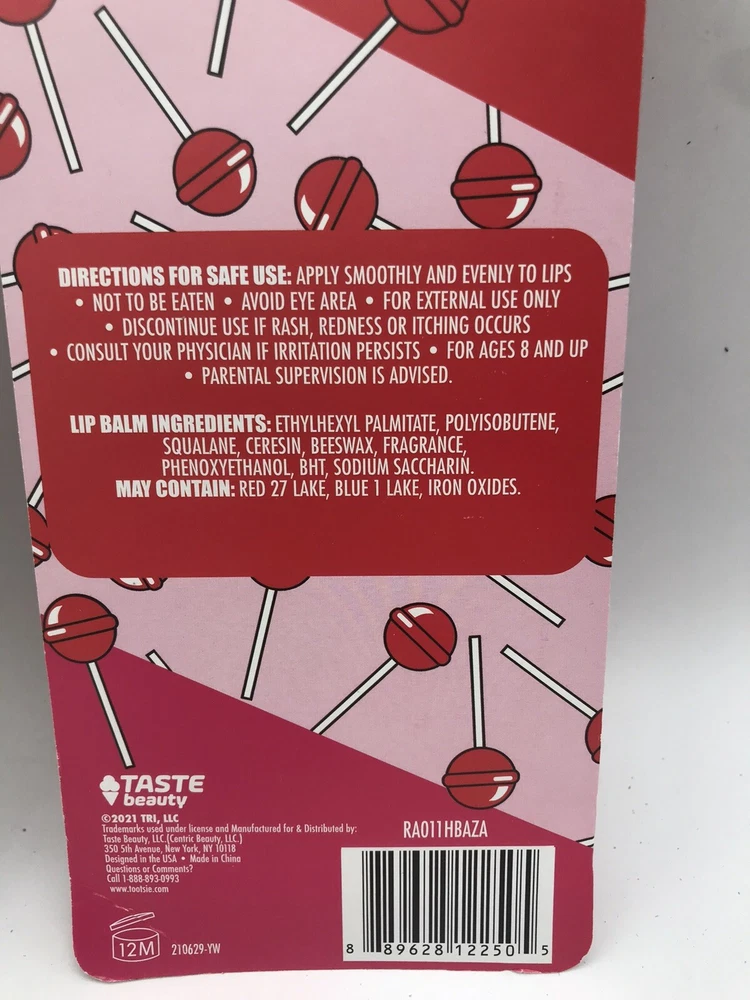 DIRECTIONS FOR SAFE USE: APPLY SMOOTHLY AND EVENLY TO LIPS
• NOT TO BE EATEN • AVOID EYE AREA • FOR EXTERNAL USE ONLY
• DISCONTINUE USE IF RASH, REDNESS OR ITCHING OCCURS
• CONSULT YOUR PHYSICIAN IF IRRITATION PERSISTS • FOR AGES 8 AND UP
• PARENTAL SUPERVISION IS ADVISED.
LIP BALM INGREDIENTS: ETHYLHEXYL PALMITATE, POLYISOBUTENE,
SQUALANE, CERESIN, BEESWAX, FRAGRANCE,
PHENOXYETHANOL, BHT, SODIUM SACCHARIN.
MAY CONTAIN: RED 27 LAKE, BLUE 1 LAKE, IRON OXIDES.
TASTE
beauty
©2021 TRI, LLC
Trademarks used under license and Manufactured for & Distributed by:
Taste Beauty, LLC.(Centric Beauty, LLC.)
350 5th Avenue, New York, NY 10118
Designed in the USA • Made in China
Questions or Comments?
Call 1-888-893-0993
www.tootsie.com
12M
210629-YW
RA011HBAZA
8 89628 12250 5